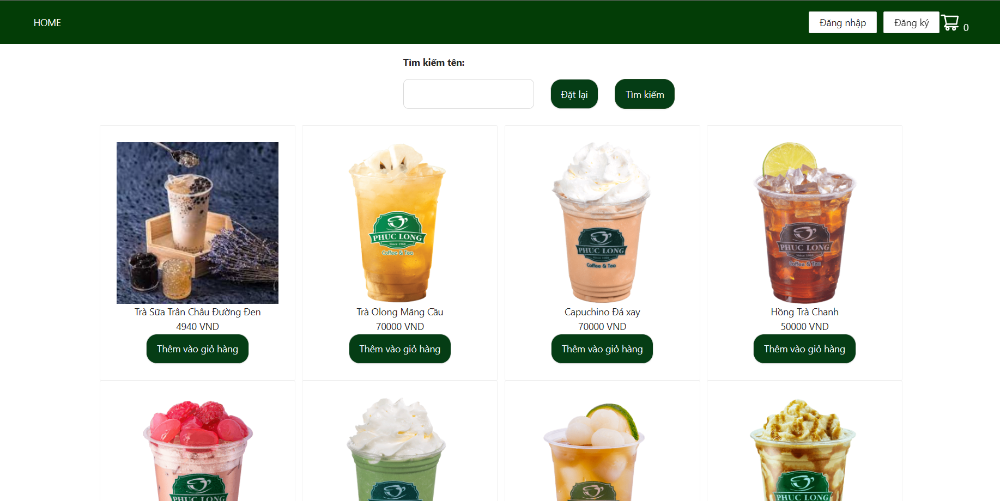 HOME
Đăng nhập
Đăng ký
0
Tìm kiếm tên:
Đặt lại
Tìm kiếm
PHUC LONG
Since 1968
Coffee & Tea
PHUC LONG
Since 1968
Coffee & Tea
PHUC LONG
Since 1968
Coffee & Tea
Trà Sữa Trân Châu Đường Đen
4940 VND
Thêm vào giỏ hàng
Trà Olong Mãng Cầu
70000 VND
Thêm vào giỏ hàng
Capuchino Đá xay
70000 VND
Thêm vào giỏ hàng
Hồng Trà Chanh
50000 VND
Thêm vào giỏ hàng
PHUC LONG
PHUC LONG